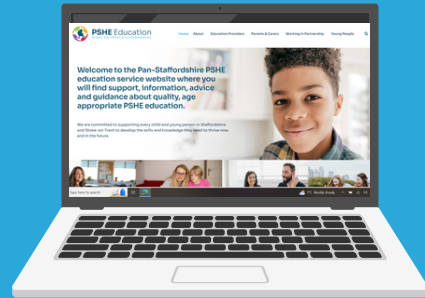 PSHE Education
Home About Education Providers Parents & Carers Working in Partnership Young People
Welcome to the Pan-Staffordshire PSHE
education service website where you
will find support, information, advice
and guidance about quality, age
appropriate PSHE education.
We are committed to supporting every child and young person in Staffordshire
and Stoke-on-Trent to develop the skills and knowledge they need to thrive now
and in the future.
Type here to search
Mostly cloudy